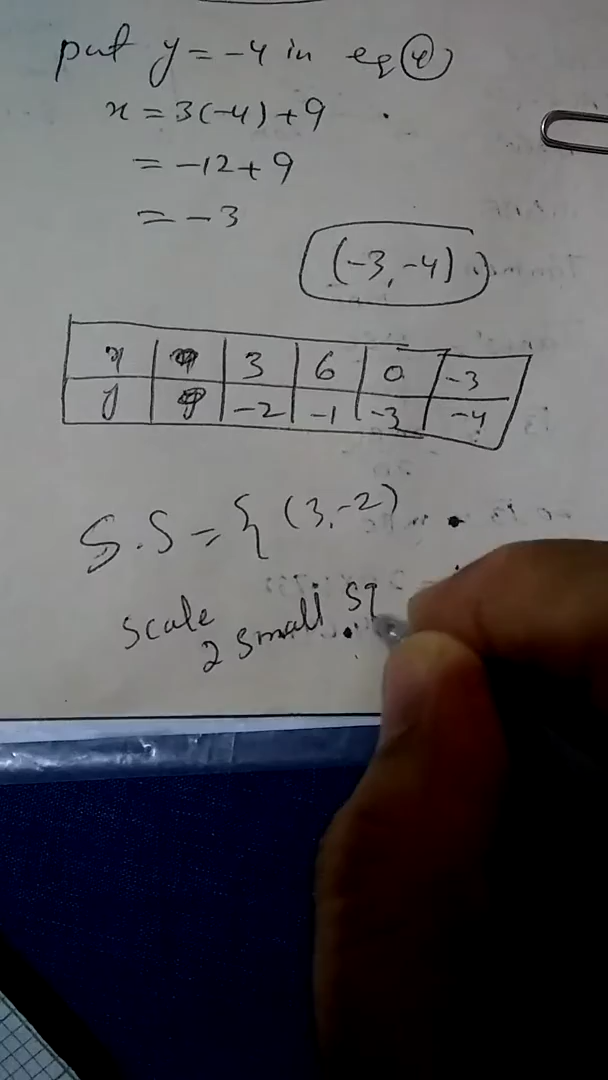 put y = -4 in eq ④
x = 3(-4) + 9
= -12 + 9
= -3
(-3, -4)
x 3 6 0 -3
y -2 -1 -3 -4
S.S = { (3, -2)
Scale
2 small sq